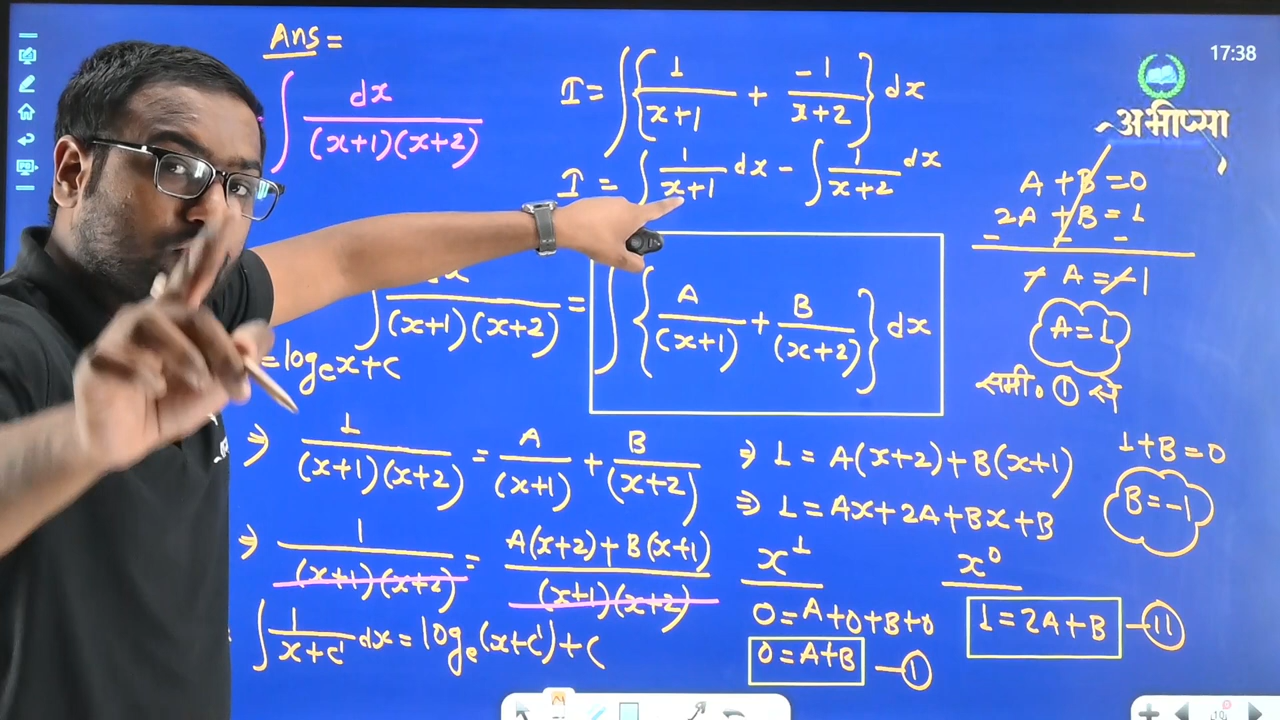 Ans =
∫ dx / (x+1)(x+2)
I = ∫ { 1/(x+1) + -1/(x+2) } dx
I = ∫ 1/(x+1) dx - ∫ 1/(x+2) dx
17:38
अभीप्सा
A + B = 0
2A + B = 1
- - -
- A = -1
A = 1
समी० ① से
1+B=0
B=-1
∫ dx / (x+1)(x+2) = ∫ { A/(x+1) + B/(x+2) } dx
= logₑx+c
⇒ 1/(x+1)(x+2) = A/(x+1) + B/(x+2)
⇒ 1/(x+1)(x+2) = A(x+2)+B(x+1) / (x+1)(x+2)
∫ 1/(x+c') dx = logₑ(x+c')+c
⇒ 1 = A(x+2)+B(x+1)
⇒ 1 = Ax+2A+Bx+B
x¹
0=A+0+B+0
0=A+B -①
x⁰
1=2A+B -⑪